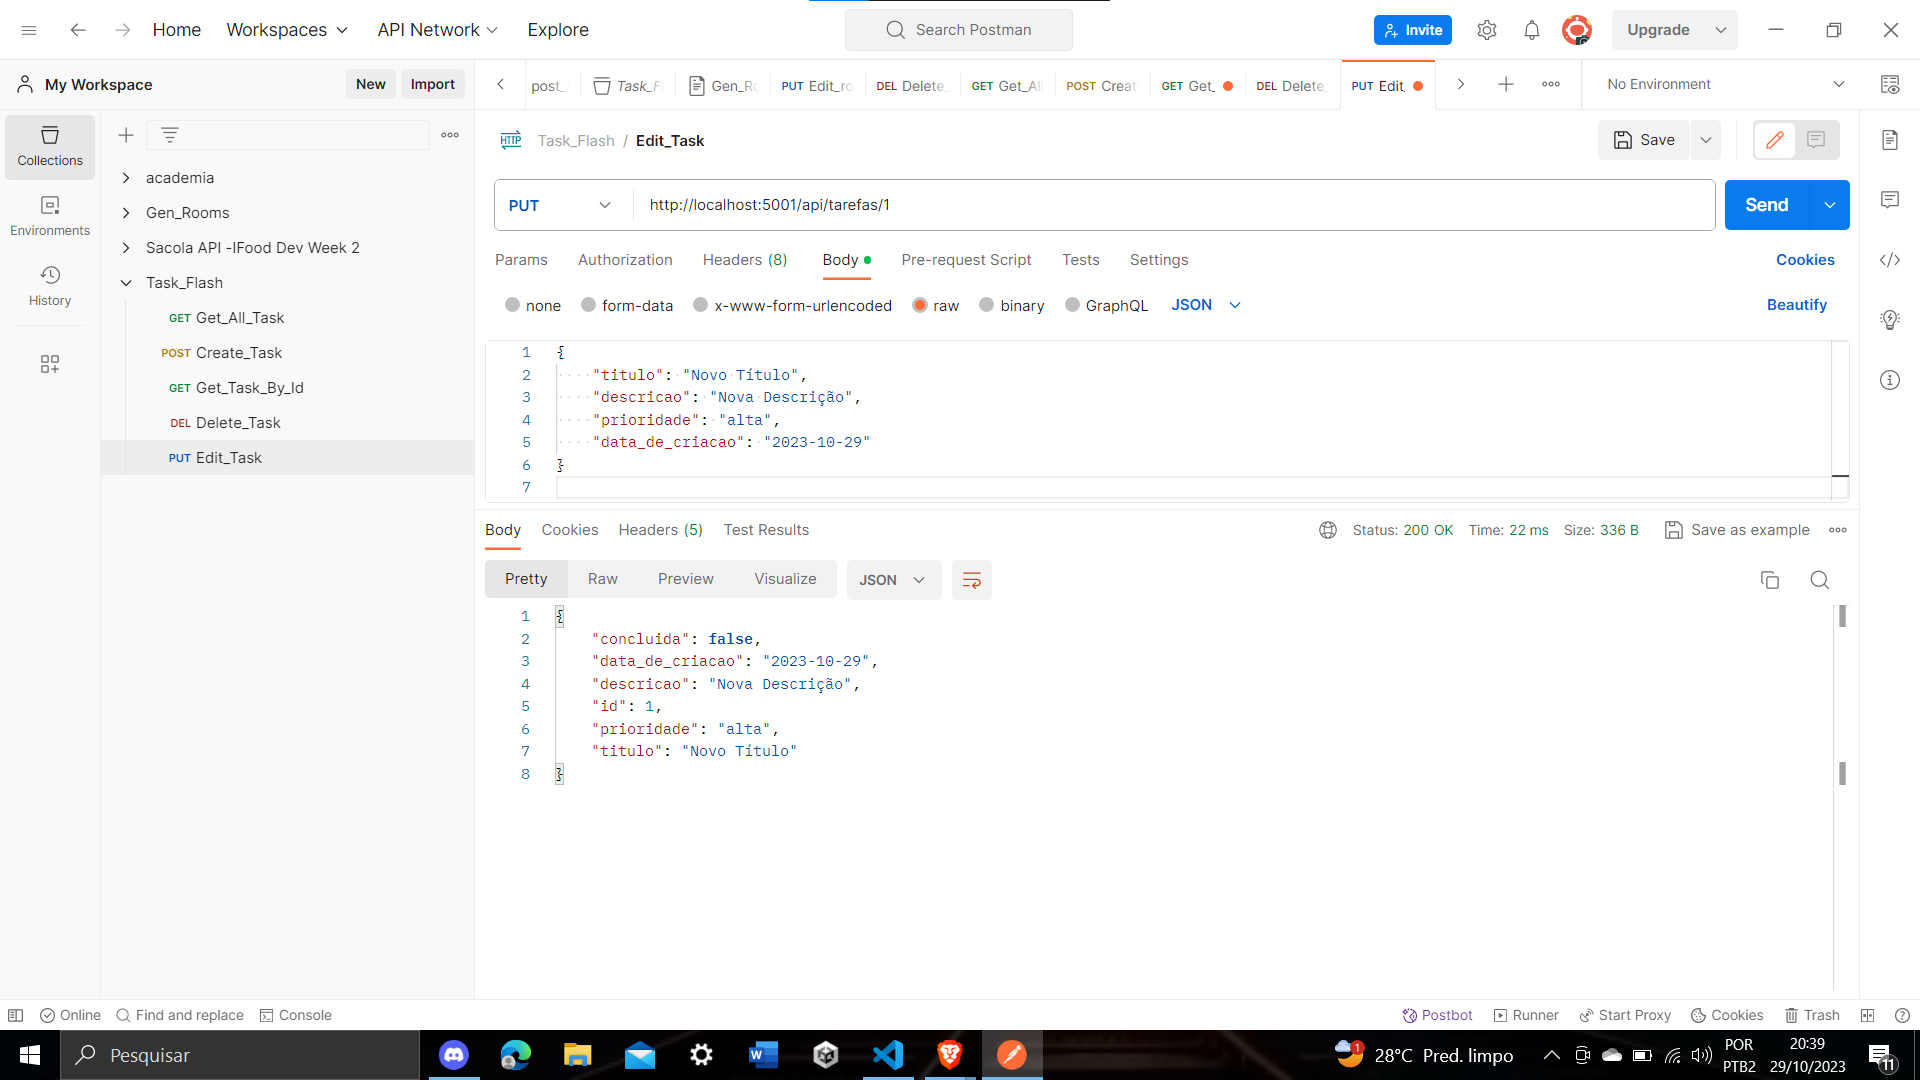 Home
Workspaces
API Network
Explore
Search Postman
Invite
Upgrade
My Workspace
New
Import
post_
Task_F
Gen_Ro
PUT Edit_ro
DEL Delete_
GET Get_All
POST Creat
GET Get_
DEL Delete_
PUT Edit_
No Environment
Collections
Environments
History
academia
Gen_Rooms
Sacola API -IFood Dev Week 2
Task_Flash
GET Get_All_Task
POST Create_Task
GET Get_Task_By_Id
DEL Delete_Task
PUT Edit_Task
HTTP
Task_Flash / Edit_Task
Save
PUT
http://localhost:5001/api/tarefas/1
Send
Params
Authorization
Headers (8)
Body
Pre-request Script
Tests
Settings
Cookies
none
form-data
x-www-form-urlencoded
raw
binary
GraphQL
JSON
Beautify
1 {
2 "titulo": "Novo Título",
3 "descricao": "Nova Descrição",
4 "prioridade": "alta",
5 "data_de_criacao": "2023-10-29"
6 }
7
Body
Cookies
Headers (5)
Test Results
Status: 200 OK
Time: 22 ms
Size: 336 B
Save as example
Pretty
Raw
Preview
Visualize
JSON
1 {
2 "concluida": false,
3 "data_de_criacao": "2023-10-29",
4 "descricao": "Nova Descrição",
5 "id": 1,
6 "prioridade": "alta",
7 "titulo": "Novo Título"
8 }
Online
Find and replace
Console
Postbot
Runner
Start Proxy
Cookies
Trash
Pesquisar
1
28°C Pred. limpo
POR
PTB2
20:39
29/10/2023
11